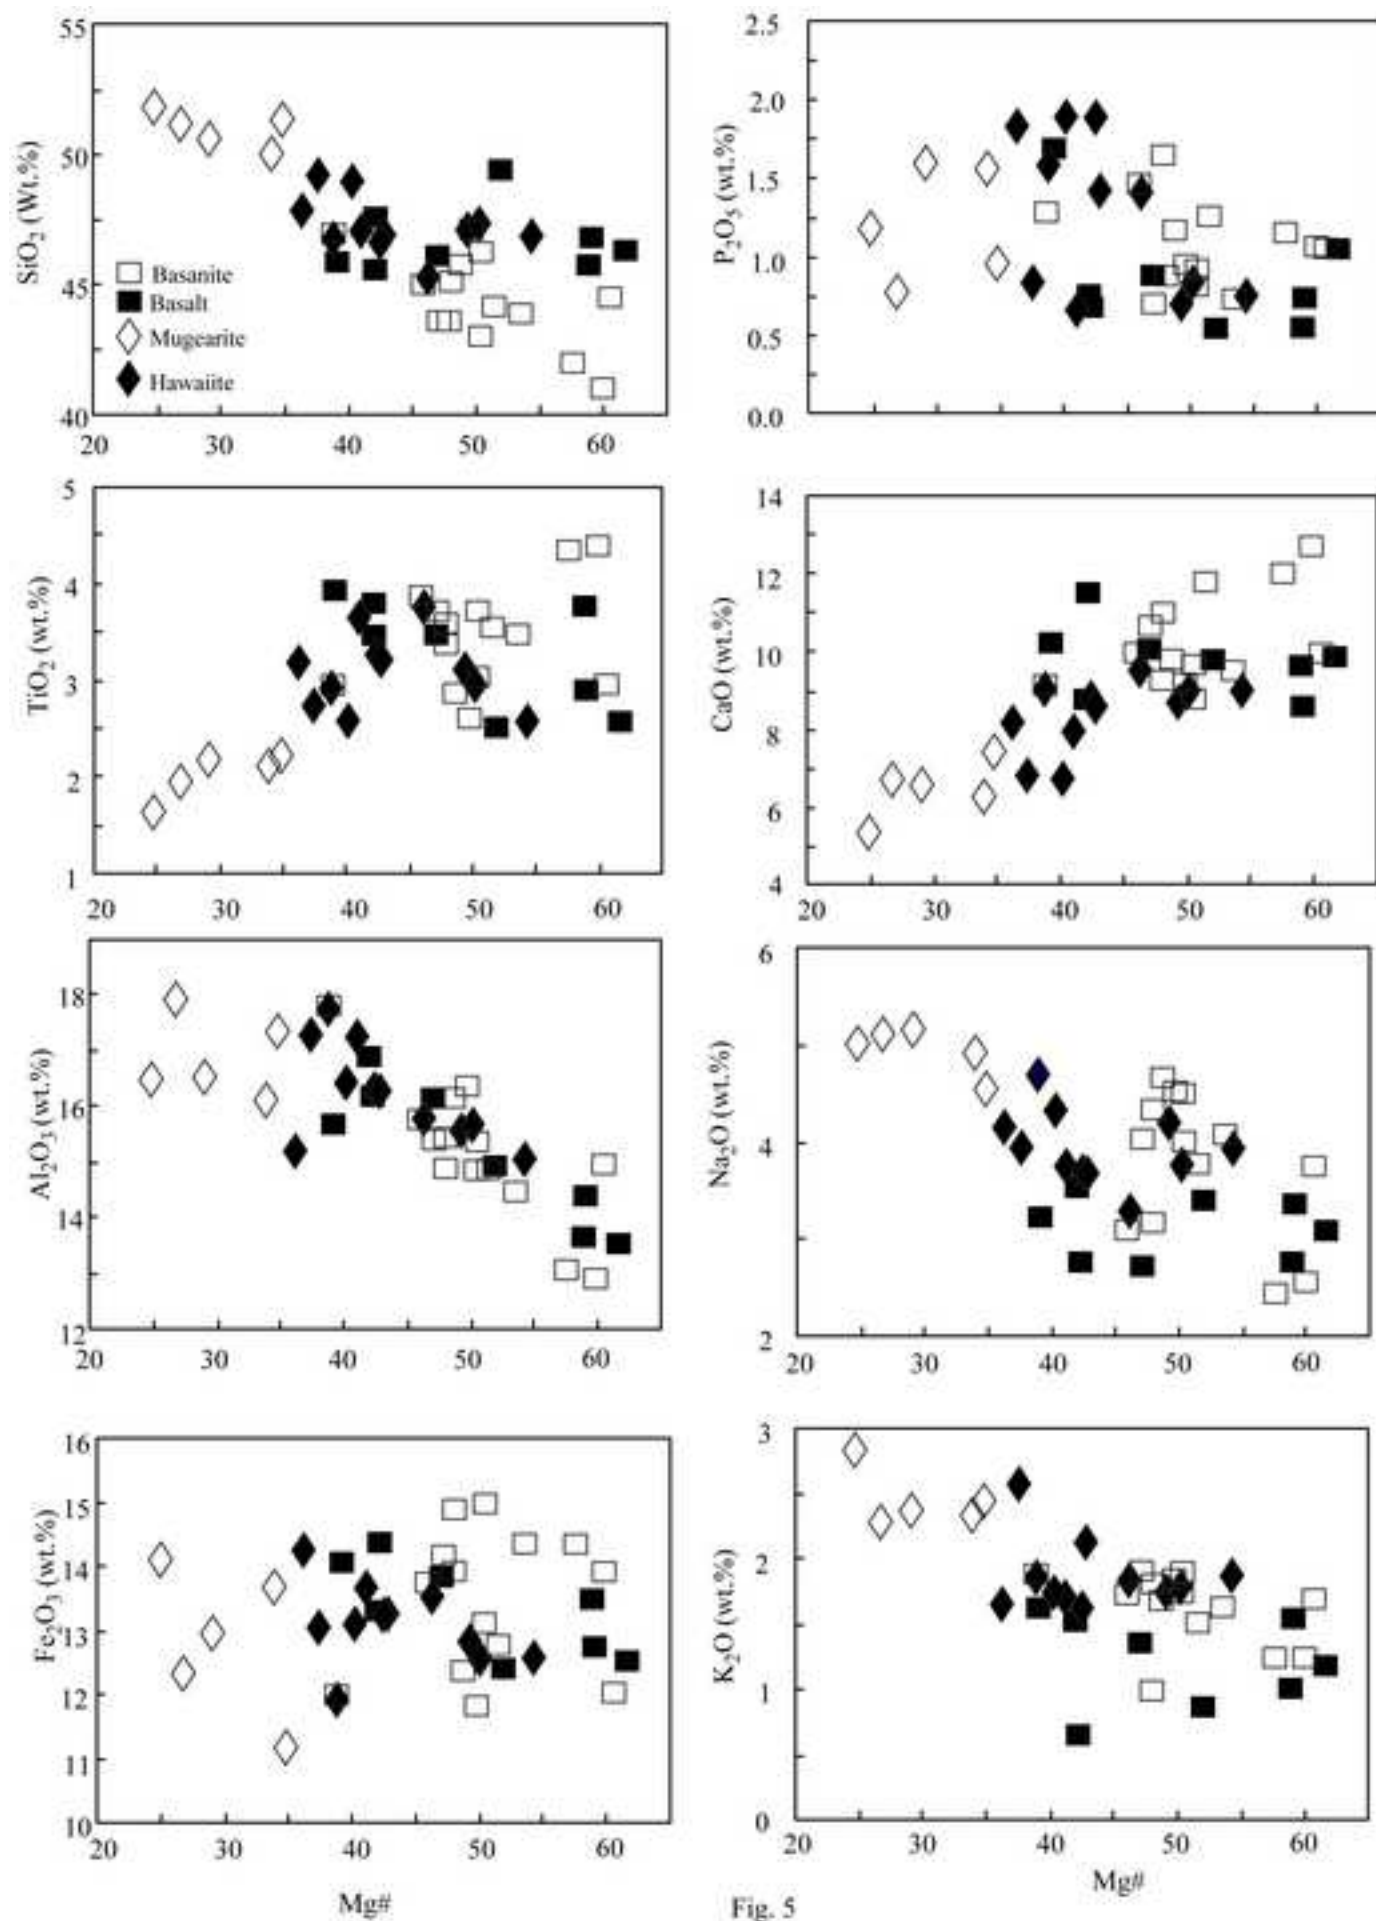 55
50
45
40
SiO₂ (Wt.%)
Basanite
Basalt
Mugearite
Hawaiite
20 30 40 50 60
2.5
2.0
1.5
1.0
0.5
0.0
P₂O₅ (wt.%)
5
4
3
2
1
TiO₂ (wt.%)
20 30 40 50 60
14
12
10
8
6
4
CaO (wt.%)
20 30 40 50 60
18
16
14
12
Al₂O₃ (wt.%)
20 30 40 50 60
6
4
2
Na₂O (wt.%)
20 30 40 50 60
16
15
14
13
12
11
10
Fe₂O₃ (wt.%)
20 30 40 50 60
Mg#
3
2
1
0
K₂O (wt.%)
20 30 40 50 60
Mg#
Fig. 5